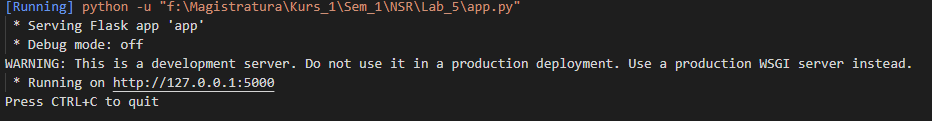 [Running] python -u "f:\Magistratura\Kurs_1\Sem_1\NSR\Lab_5\app.py"
 * Serving Flask app 'app'
 * Debug mode: off
WARNING: This is a development server. Do not use it in a production deployment. Use a production WSGI server instead.
 * Running on http://127.0.0.1:5000
Press CTRL+C to quit